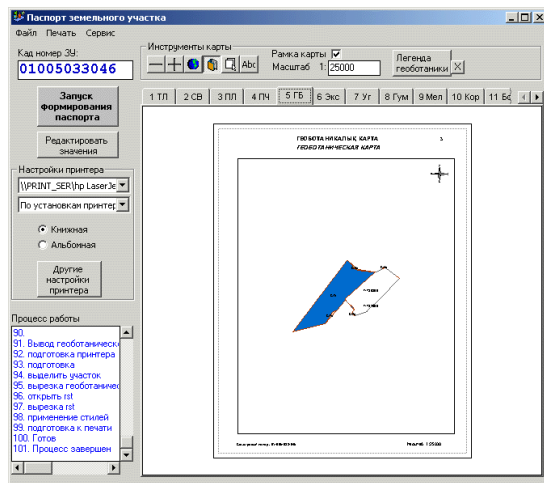 Паспорт земельного участка
Файл Печать Сервис
Кад номер ЗУ:
01005033046
Запуск
формирования
паспорта
Редактировать
значения
Настройки принтера
\\PRINT_SER\hp LaserJe
По установкам принтер
Книжная
Альбомная
Другие
настройки
принтера
Процесс работы
90.
91. Вывод геоботаническо
92. подготовка принтера
93. подготовка
94. выделить участок
95. вырезка геоботаничес
96. открыть rst
97. вырезка rst
98. применение стилей
99. подготовка к печати
100. Готов
101. Процесс завершен
Инструменты карты
Abc
Рамка карты
Масштаб 1: 25000
Легенда
геоботаники
X
1 ТЛ 2 СВ 3 ПЛ 4 ПЧ 5 ГБ 6 Экс 7 Уг 8 Гум 9 Мел 10 Кор 11 Бо
ГЕОБОТАНИКАЛЫҚ КАРТА
ГЕОБОТАНИЧЕСКАЯ КАРТА